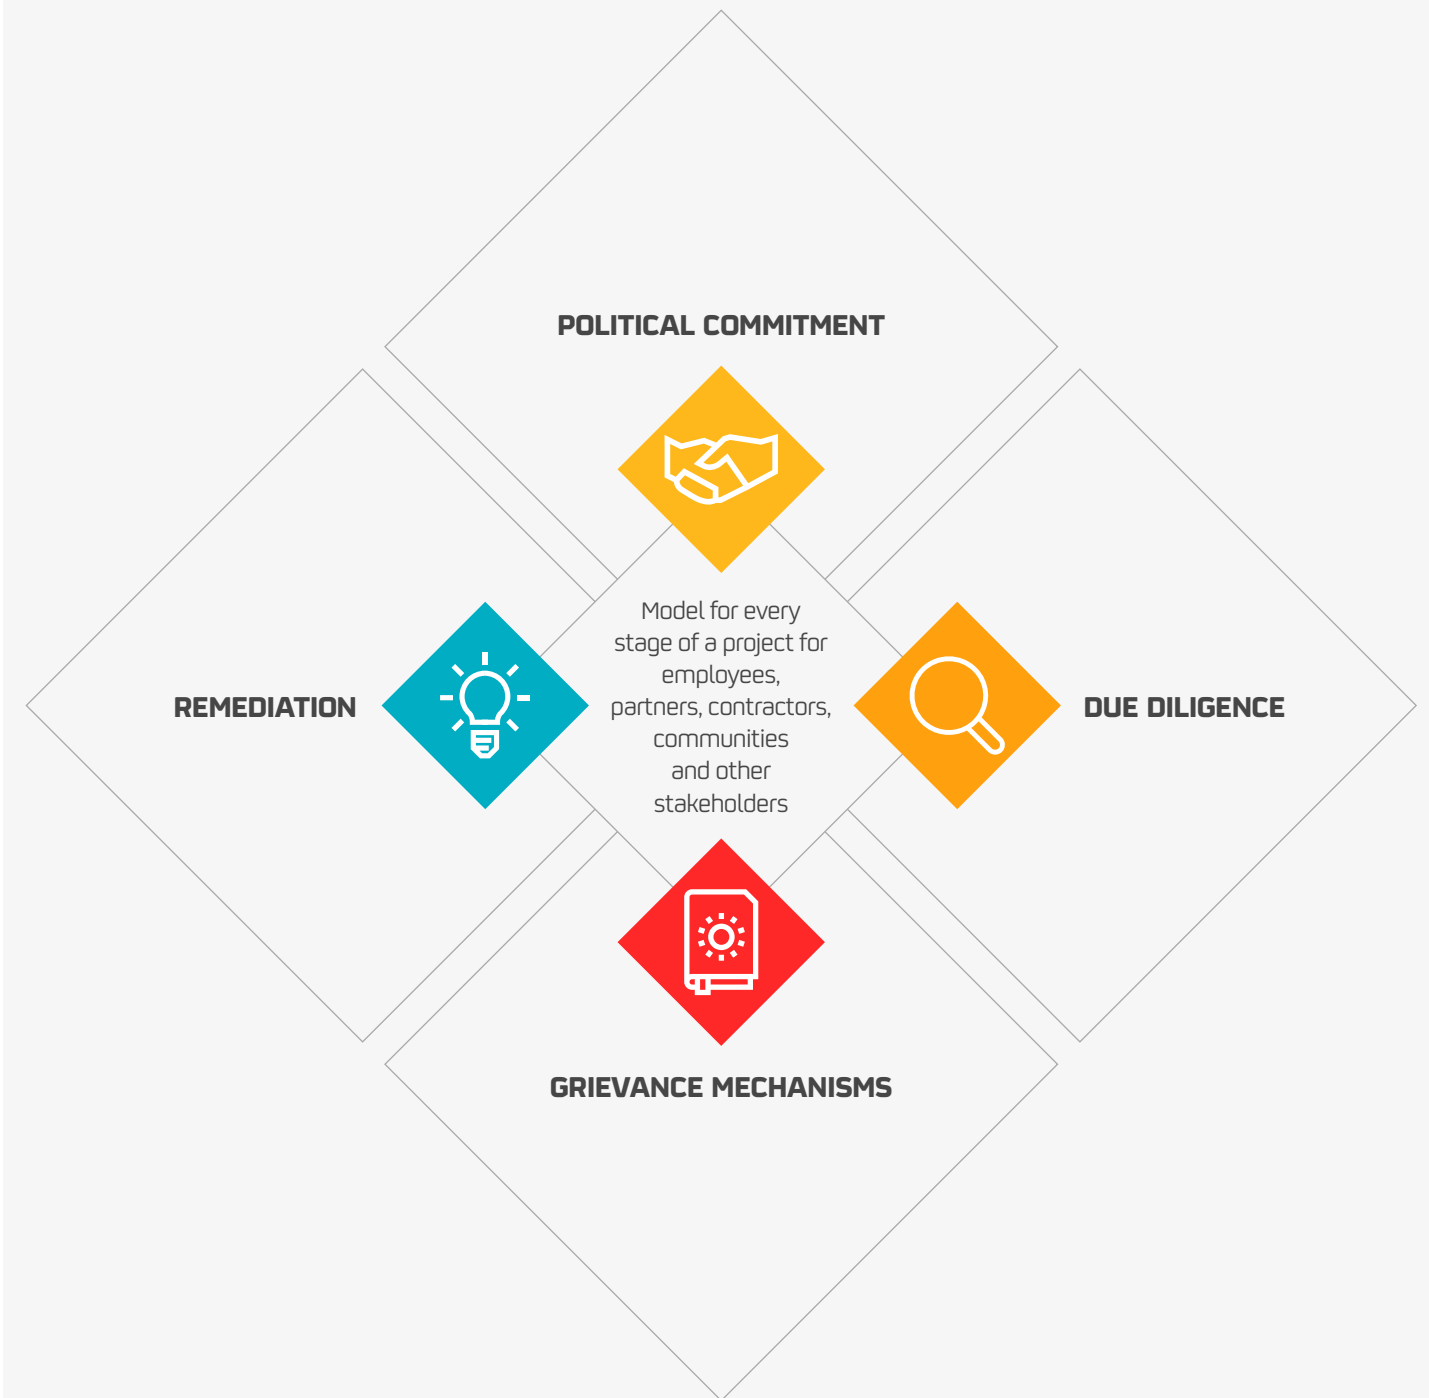 POLITICAL COMMITMENT
Model for every
stage of a project for
employees,
partners, contractors,
communities
and other
stakeholders
REMEDIATION
DUE DILIGENCE
GRIEVANCE MECHANISMS